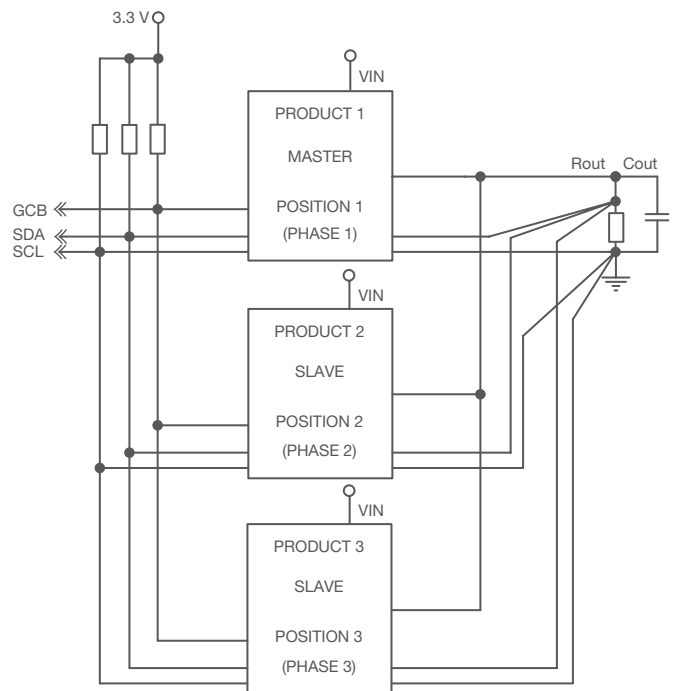 3.3 V
VIN
PRODUCT 1
MASTER
Rout Cout
GCB
POSITION 1
SDA
(PHASE 1)
SCL
VIN
PRODUCT 2
SLAVE
POSITION 2
(PHASE 2)
VIN
PRODUCT 3
SLAVE
POSITION 3
(PHASE 3)